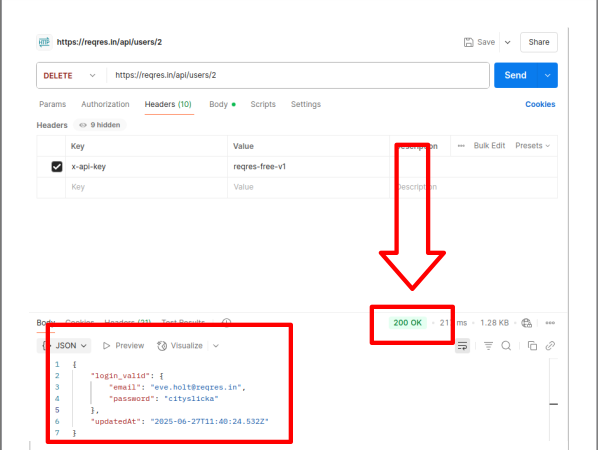 HTTP https://reqres.in/api/users/2 Save Share
DELETE https://reqres.in/api/users/2 Send
Params Authorization Headers (10) Body Scripts Settings Cookies
Headers 9 hidden
Key Value Description Bulk Edit Presets
x-api-key reqres-free-v1
Key Value Description
Body Cookies Headers (21) Test Results 200 OK 21 ms 1.28 KB
{} JSON Preview Visualize
1 {
2 "login_valid": {
3 "email": "eve.holt@reqres.in",
4 "password": "cityslicka"
5 },
6 "updatedAt": "2025-06-27T11:40:24.532Z"
7 }